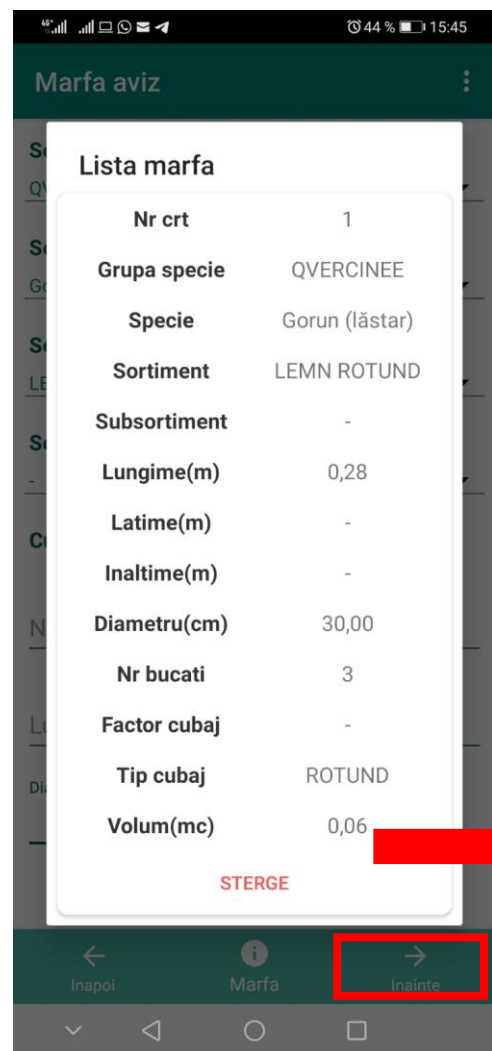 46 44 % 15:45
Marfa aviz
Lista marfa
Nr crt 1
Grupa specie QVERCINEE
Specie Gorun (lăstar)
Sortiment LEMN ROTUND
Subsortiment -
Lungime(m) 0,28
Latime(m) -
Inaltime(m) -
Diametru(cm) 30,00
Nr bucati 3
Factor cubaj -
Tip cubaj ROTUND
Volum(mc) 0,06
STERGE
Inapoi Marfa Inainte